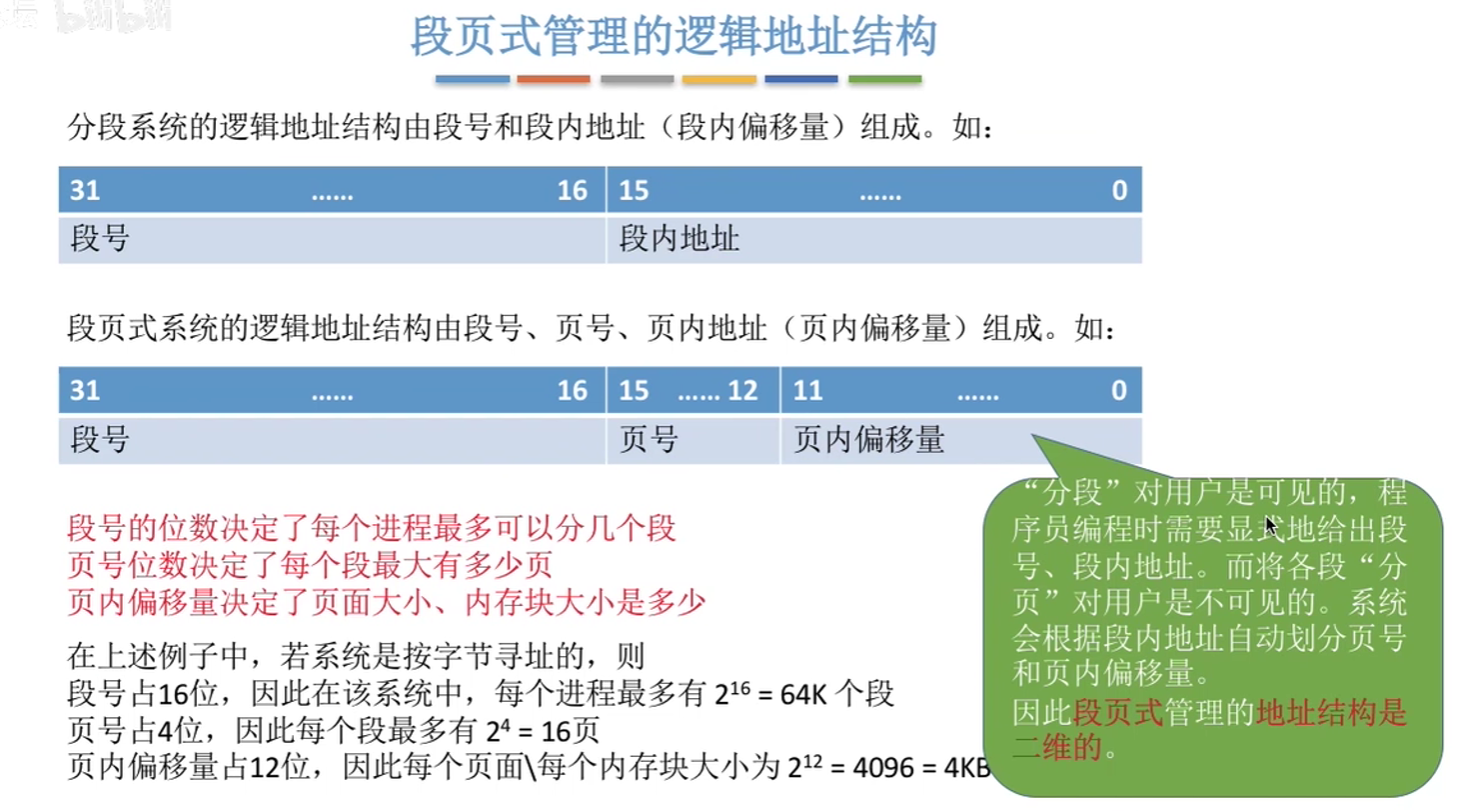 bilibili
段页式管理的逻辑地址结构
分段系统的逻辑地址结构由段号和段内地址（段内偏移量）组成。如：
31 …… 16 15 …… 0
段号 段内地址
段页式系统的逻辑地址结构由段号、页号、页内地址（页内偏移量）组成。如：
31 …… 16 15 …… 12 11 …… 0
段号 页号 页内偏移量
段号的位数决定了每个进程最多可以分几个段
页号位数决定了每个段最大有多少页
页内偏移量决定了页面大小、内存块大小是多少
在上述例子中，若系统是按字节寻址的，则
段号占16位，因此在该系统中，每个进程最多有 2¹⁶ = 64K 个段
页号占4位，因此每个段最多有 2⁴ = 16页
页内偏移量占12位，因此每个页面\每个内存块大小为 2¹² = 4096 = 4KB
“分段”对用户是可见的，程
序员编程时需要显式地给出段
号、段内地址。而将各段“分
页”对用户是不可见的。系统
会根据段内地址自动划分页号
和页内偏移量。
因此段页式管理的地址结构是
二维的。